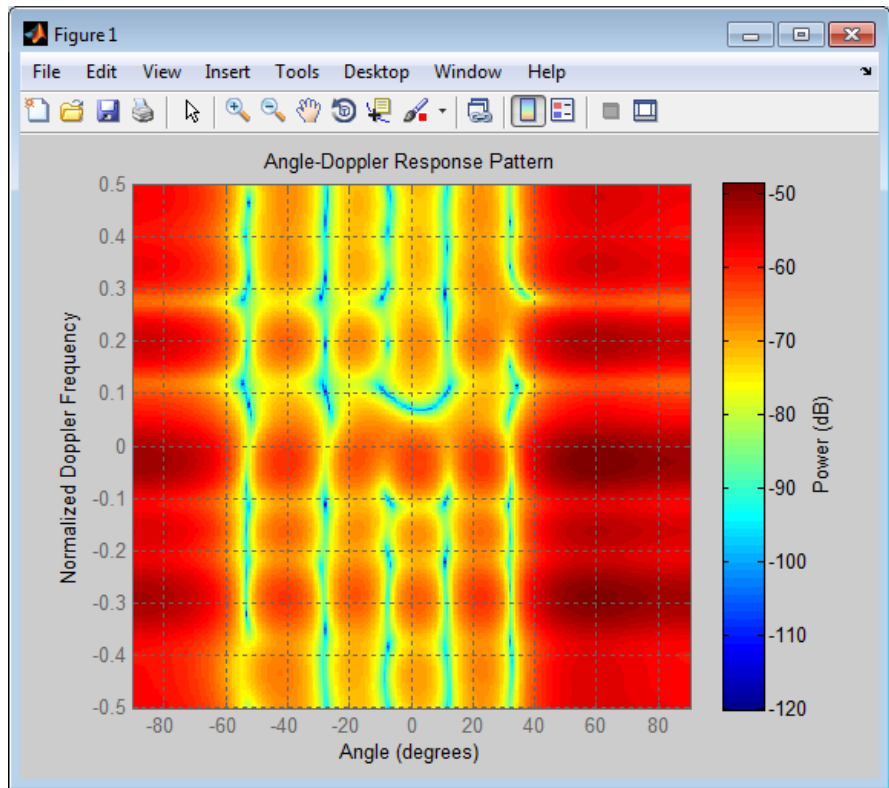 Figure 1
File Edit View Insert Tools Desktop Window Help
Angle-Doppler Response Pattern
0.5
0.4
0.3
0.2
0.1
0
-0.1
-0.2
-0.3
-0.4
-0.5
Normalized Doppler Frequency
-80 -60 -40 -20 0 20 40 60 80
Angle (degrees)
-50
-60
-70
-80
-90
-100
-110
-120
Power (dB)